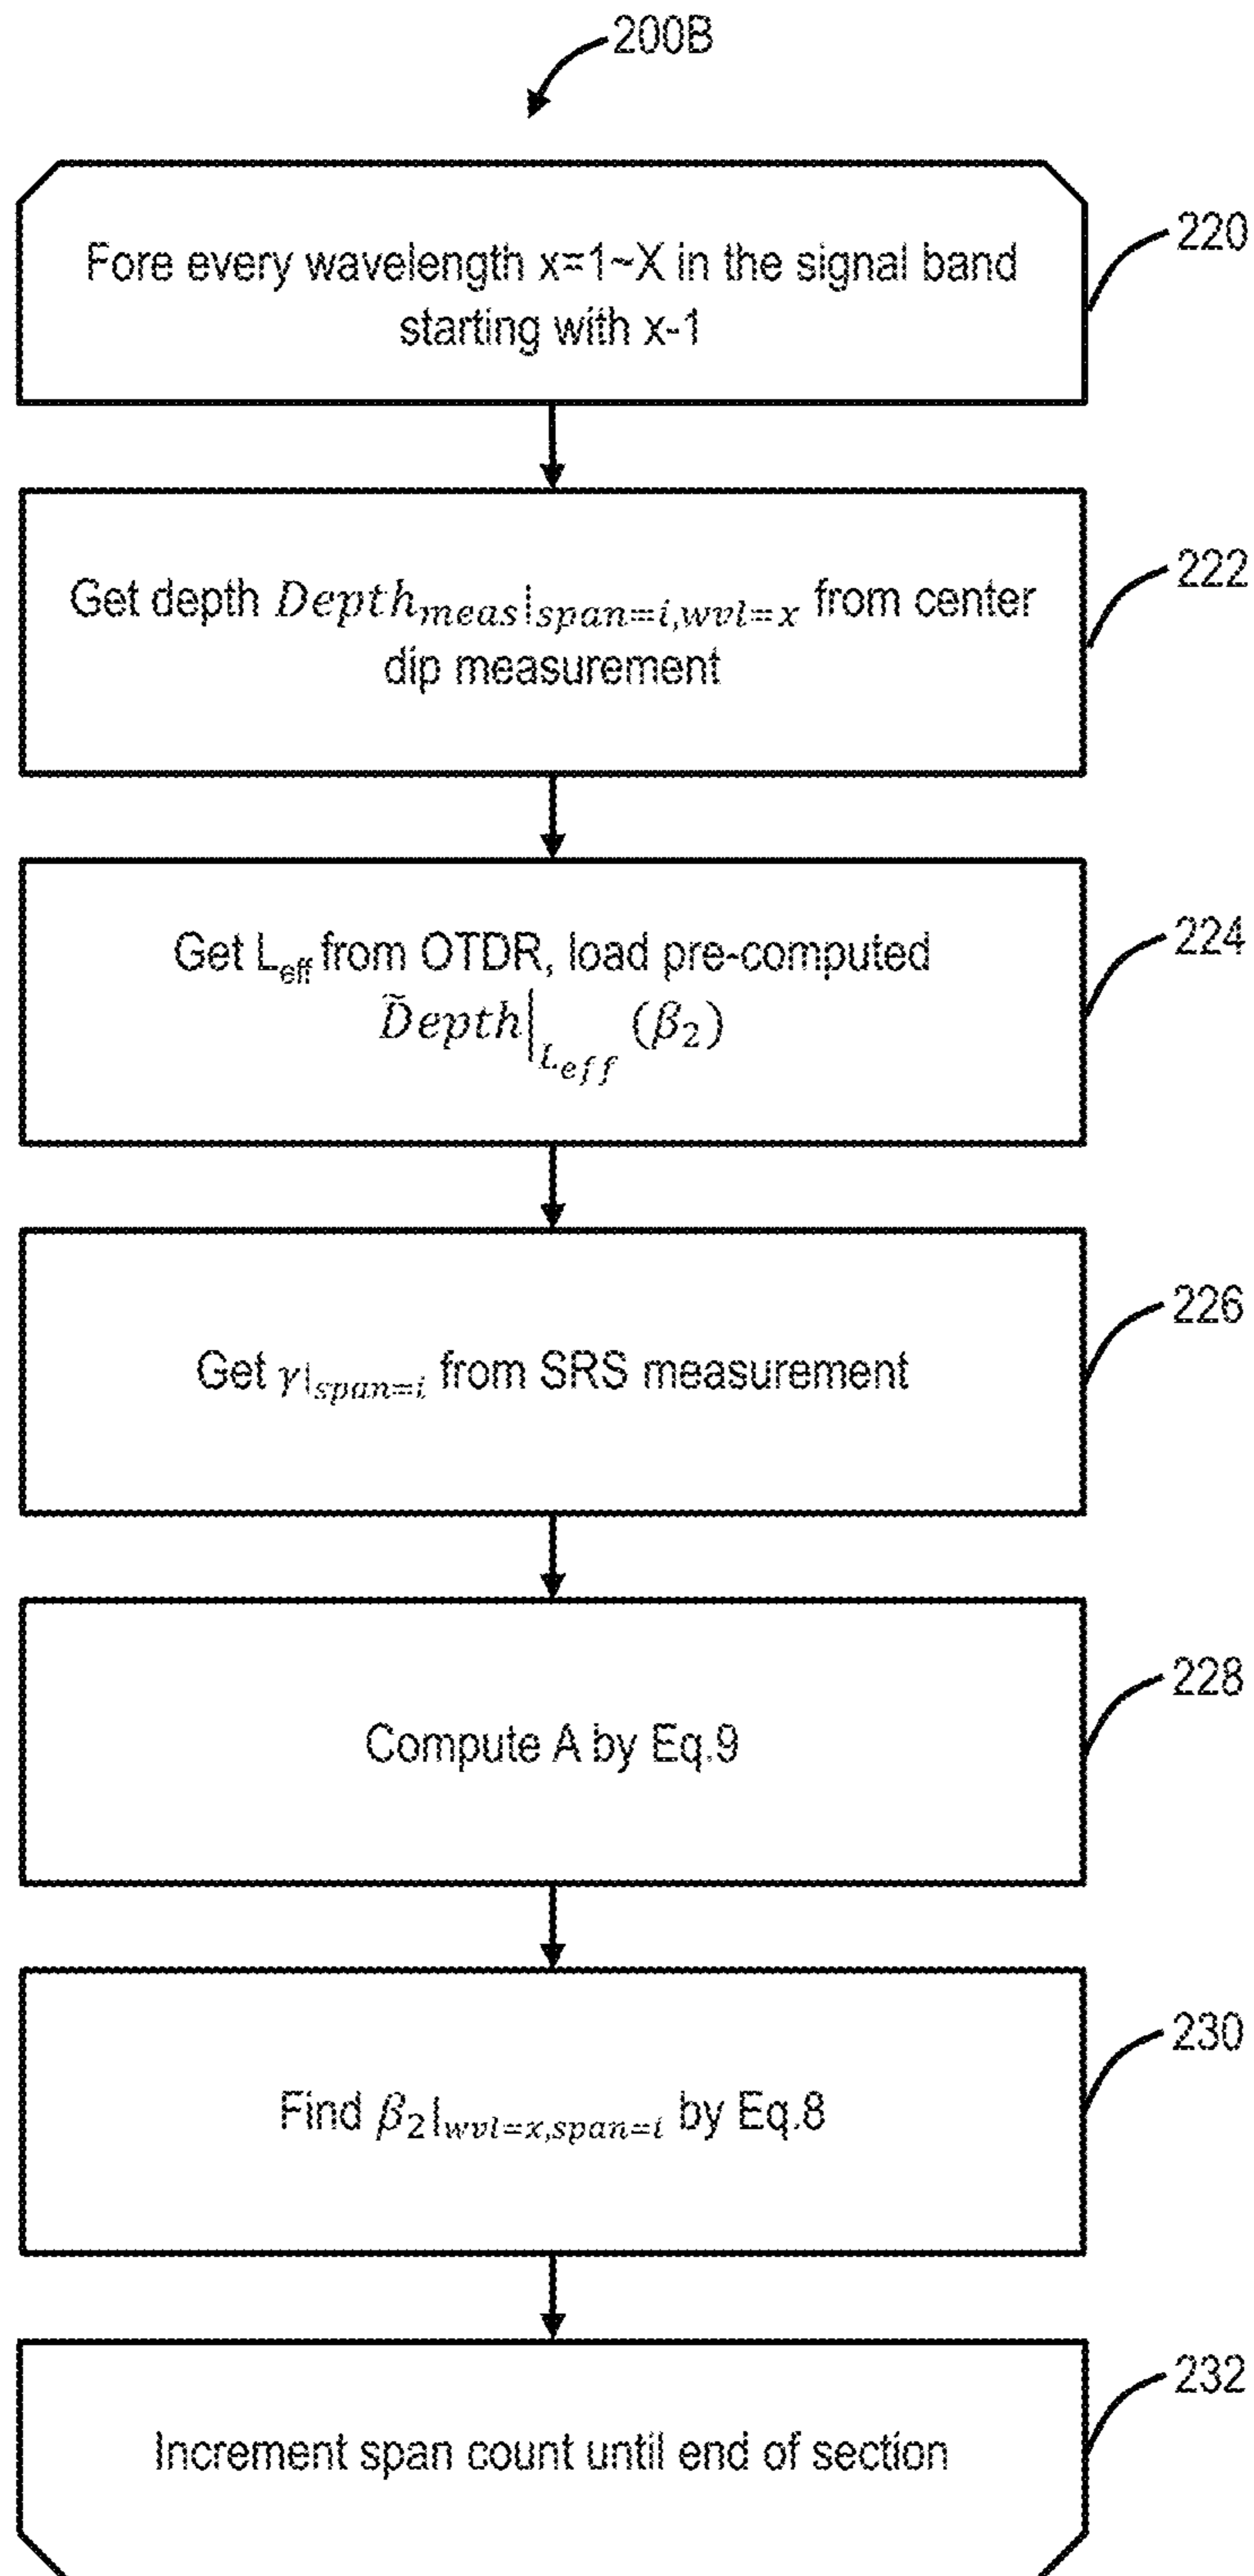 200B
Fore every wavelength x=1~X in the signal band
starting with x-1
220
Get depth Depth_meas|span=i,wvl=x from center
dip measurement
222
Get L_eff from OTDR, load pre-computed
D̃epth|_L_eff (β₂)
224
Get γ|span=i from SRS measurement
226
Compute A by Eq.9
228
Find β₂|wvl=x,span=i by Eq.8
230
Increment span count until end of section
232